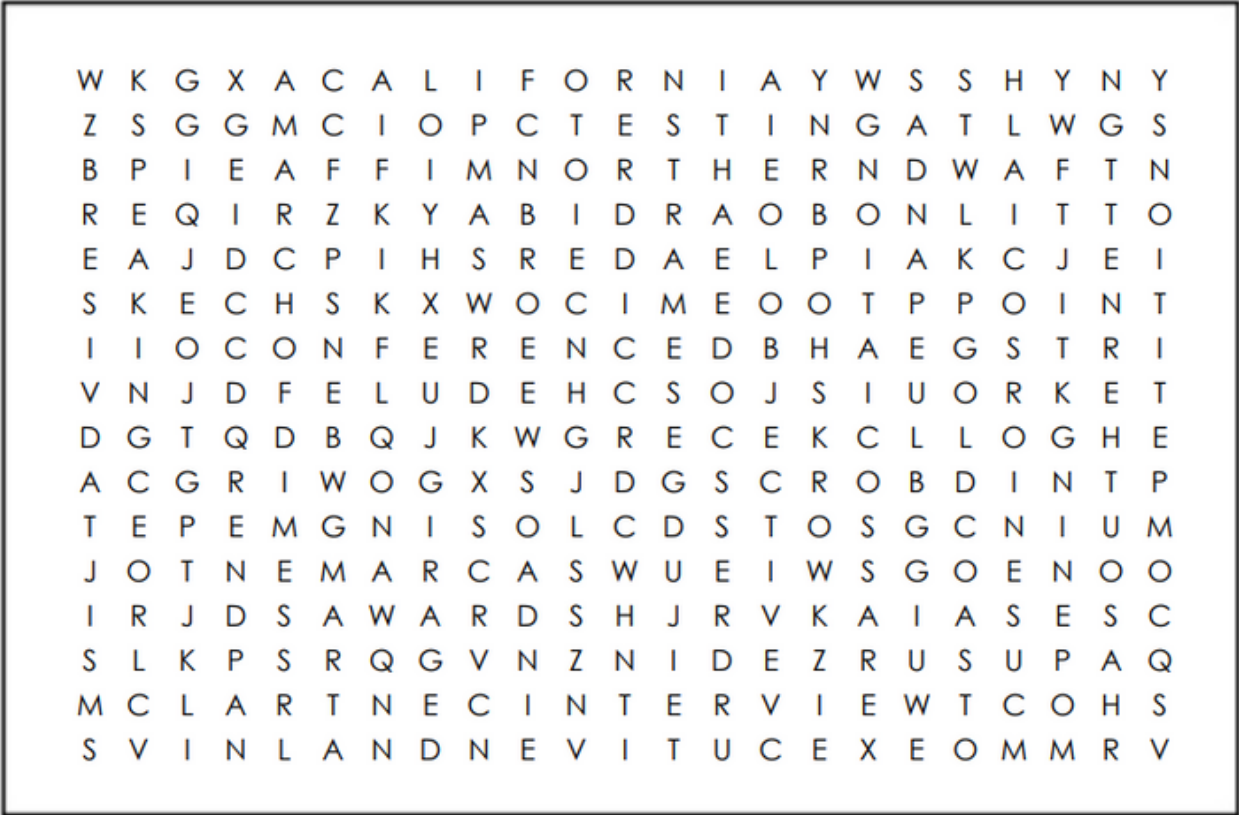 W K G X A C A L I F O R N I A Y W S S H Y N Y
Z S G G M C I O P C T E S T I N G A T L W G S
B P I E A F F I M N O R T H E R N D W A F T N
R E Q I R Z K Y A B I D R A O B O N L I T T O
E A J D C P I H S R E D A E L P I A K C J E I
S K E C H S K X W O C I M E O O T P P O I N T
I I O C O N F E R E N C E D B H A E G S T R I
V N J D F E L U D E H C S O J S I U O R K E T
D G T Q D B Q J K W G R E C E K C L L O G H E
A C G R I W O G X S J D G S C R O B D I N T P
T E P E M G N I S O L C D S T O S G C N I U M
J O T N E M A R C A S W U E I W S G O E N O O
I R J D S A W A R D S H J R V K A I A S E S C
S L K P S R Q G V N Z N I D E Z R U S U P A Q
M C L A R T N E C I N T E R V I E W T C O H S
S V I N L A N D N E V I T U C E X E O M M R V